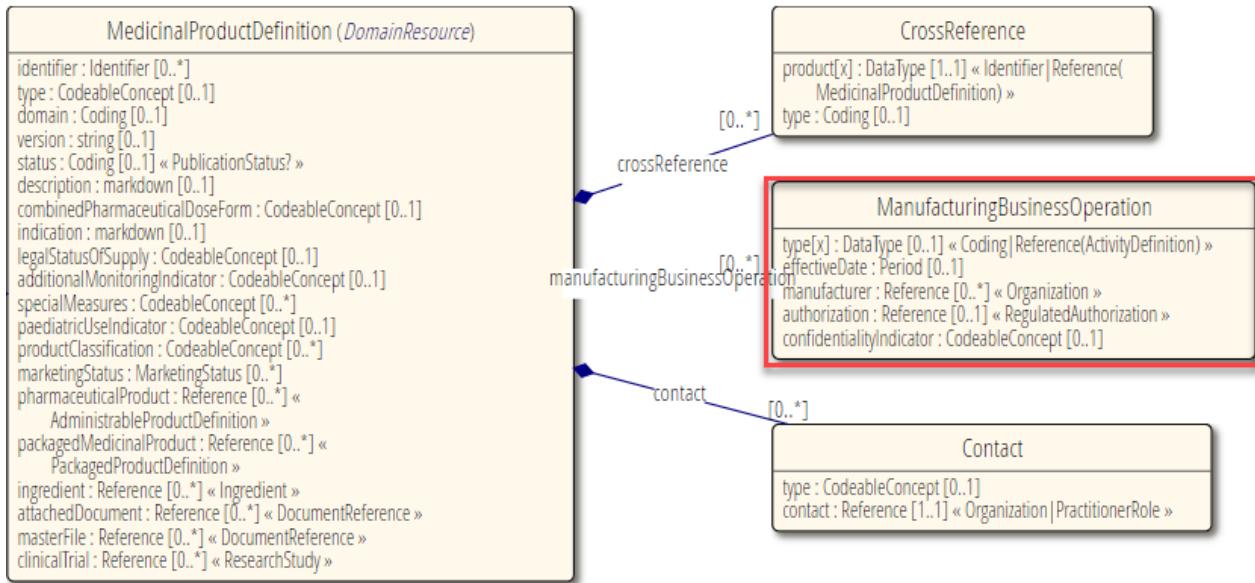 MedicinalProductDefinition (DomainResource)
identifier : Identifier [0..*]
type : CodeableConcept [0..1]
domain : Coding [0..1]
version : string [0..1]
status : Coding [0..1] « PublicationStatus? »
description : markdown [0..1]
combinedPharmaceuticalDoseForm : CodeableConcept [0..1]
indication : markdown [0..1]
legalStatusOfSupply : CodeableConcept [0..1]
additionalMonitoringIndicator : CodeableConcept [0..1]
specialMeasures : CodeableConcept [0..*]
paediatricUseIndicator : CodeableConcept [0..1]
productClassification : CodeableConcept [0..*]
marketingStatus : MarketingStatus [0..*]
pharmaceuticalProduct : Reference [0..*] «
AdministrableProductDefinition »
packagedMedicinalProduct : Reference [0..*] «
PackagedProductDefinition »
ingredient : Reference [0..*] « Ingredient »
attachedDocument : Reference [0..*] « DocumentReference »
masterFile : Reference [0..*] « DocumentReference »
clinicalTrial : Reference [0..*] « ResearchStudy »
crossReference
[0..*]
CrossReference
product[x] : DataType [1..1] « Identifier|Reference(
MedicinalProductDefinition) »
type : Coding [0..1]
manufacturingBusinessOperation
[0..*]
ManufacturingBusinessOperation
type[x] : DataType [0..1] « Coding|Reference(ActivityDefinition) »
effectiveDate : Period [0..1]
manufacturer : Reference [0..*] « Organization »
authorization : Reference [0..1] « RegulatedAuthorization »
confidentialityIndicator : CodeableConcept [0..1]
contact
[0..*]
Contact
type : CodeableConcept [0..1]
contact : Reference [1..1] « Organization|PractitionerRole »